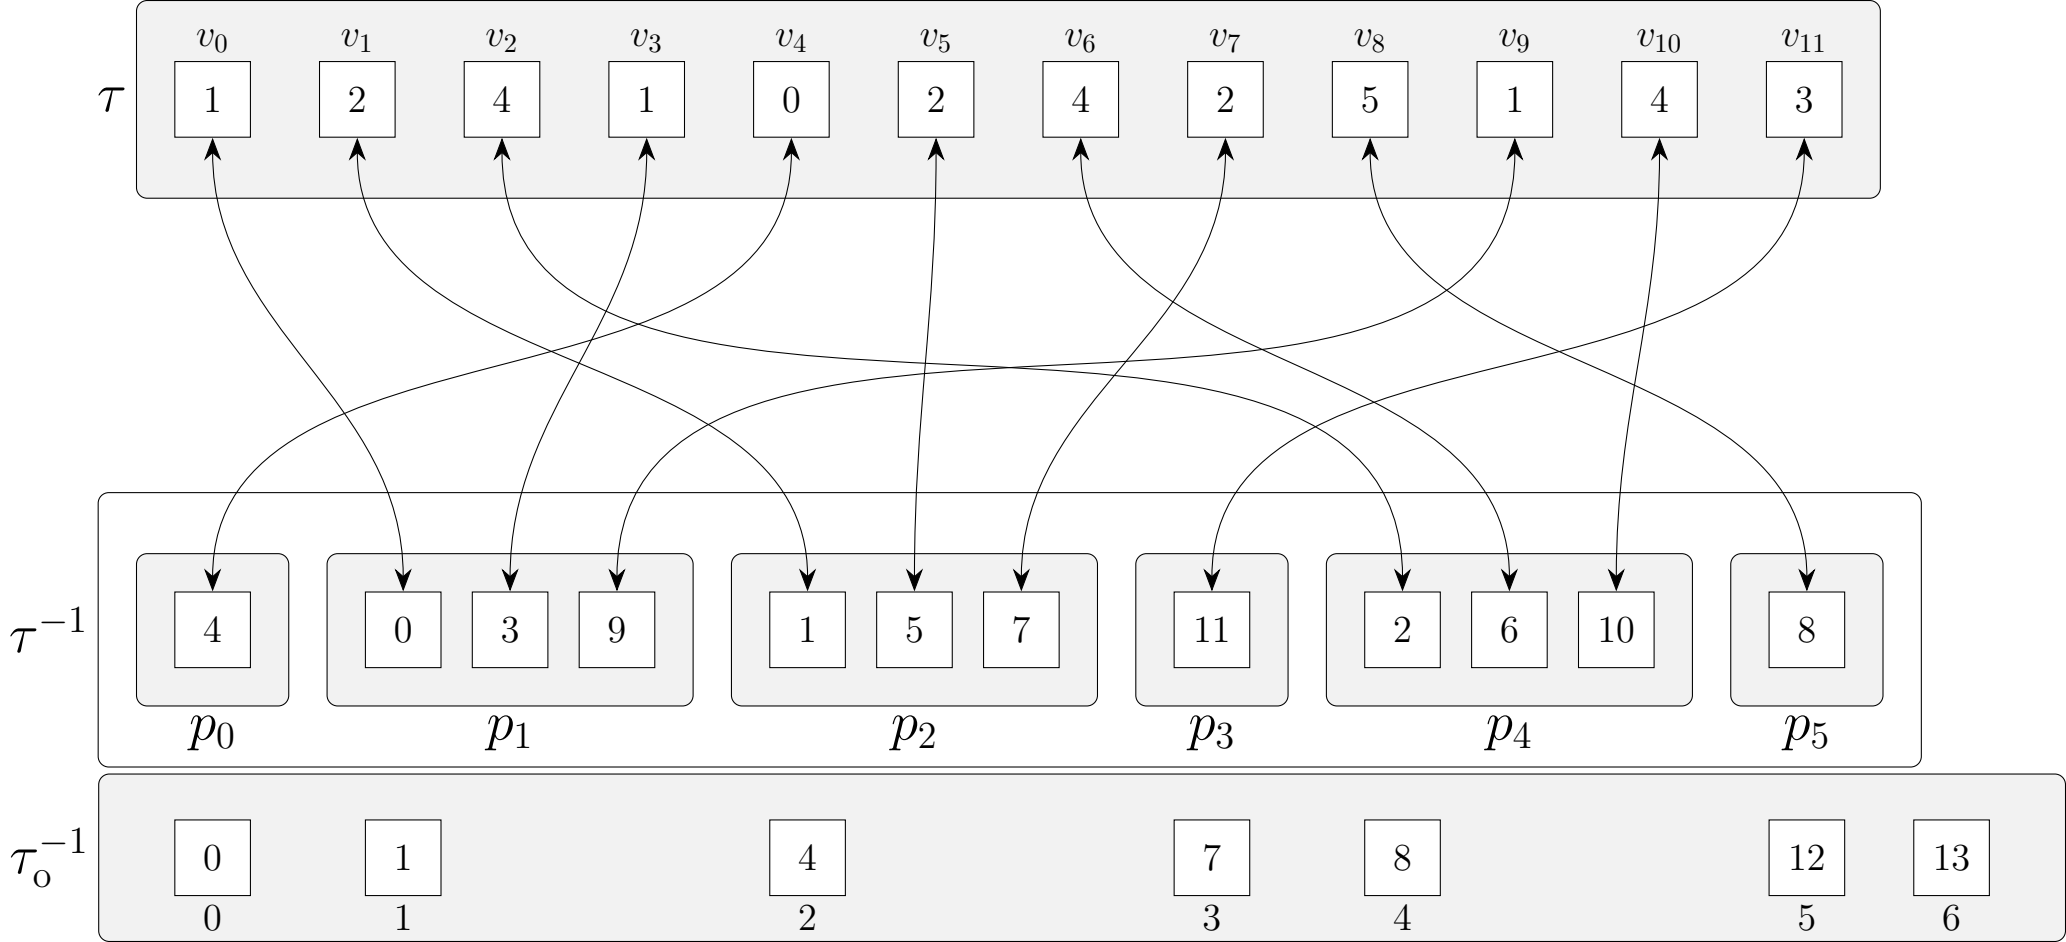 v₀ v₁ v₂ v₃ v₄ v₅ v₆ v₇ v₈ v₉ v₁₀ v₁₁
τ 1 2 4 1 0 2 4 2 5 1 4 3
τ⁻¹ 4 0 3 9 1 5 7 11 2 6 10 8
p₀ p₁ p₂ p₃ p₄ p₅
τₒ⁻¹ 0 1 4 7 8 12 13
0 1 2 3 4 5 6